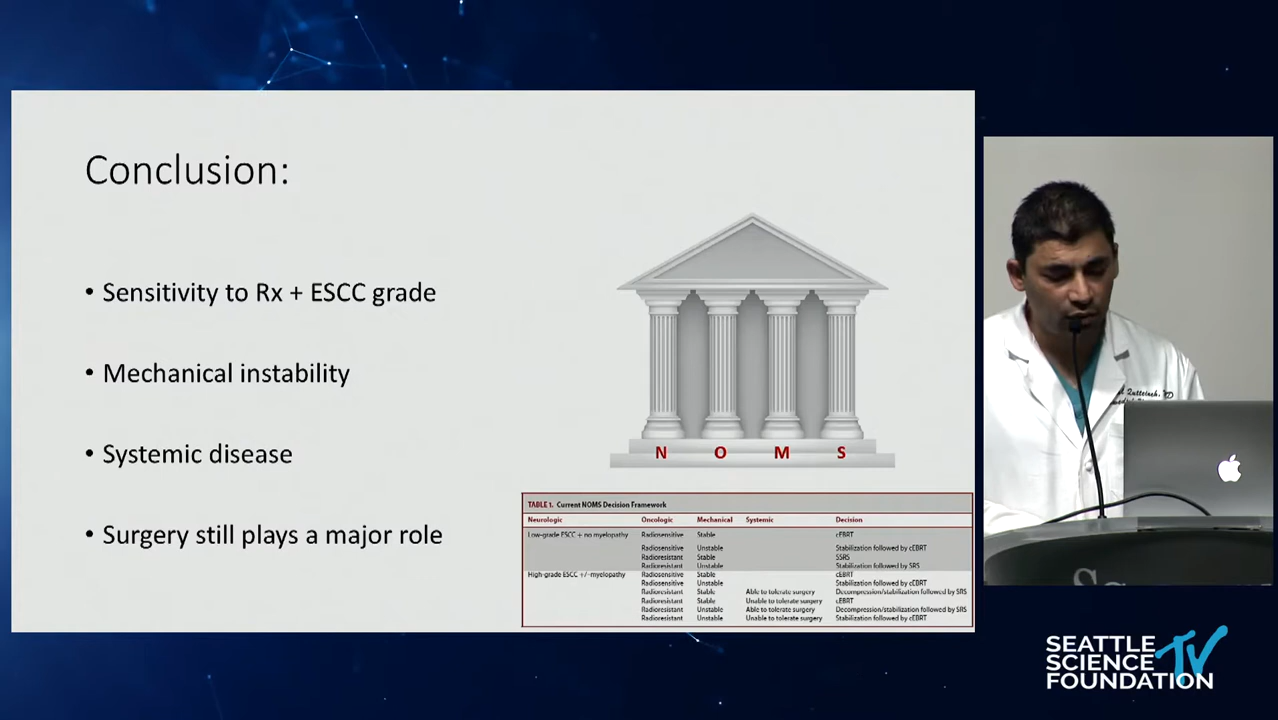 Conclusion:
• Sensitivity to Rx + ESCC grade
• Mechanical instability
• Systemic disease
• Surgery still plays a major role
N O M S
TABLE 1. Current NOMS Decision Framework
Neurologic Oncologic Mechanical Systemic Decision
Low-grade ESCC + no myelopathy Radiosensitive Stable cEBRT
Radiosensitive Unstable Stabilization followed by cEBRT
Radioresistant Stable SSRS
Radioresistant Unstable Stabilization followed by SRS
High-grade ESCC +/- myelopathy Radiosensitive Stable cEBRT
Radiosensitive Unstable Stabilization followed by cEBRT
Radioresistant Stable Able to tolerate surgery Decompression/stabilization followed by SRS
Radioresistant Stable Unable to tolerate surgery cEBRT
Radioresistant Unstable Able to tolerate surgery Decompression/stabilization followed by SRS
Radioresistant Unstable Unable to tolerate surgery Stabilization followed by cEBRT
SEATTLE
SCIENCE TV
FOUNDATION